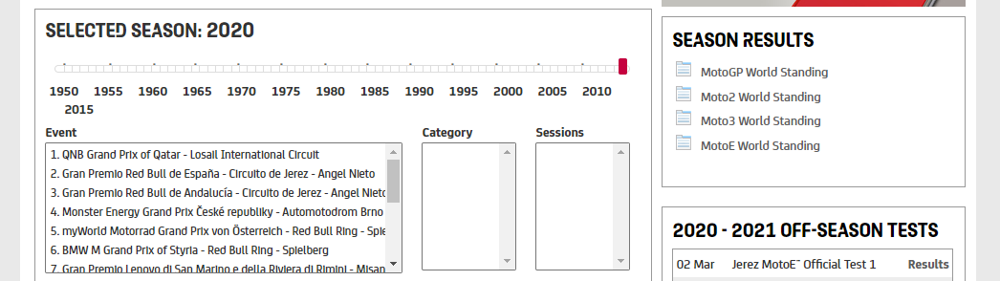 SELECTED SEASON: 2020
1950 1955 1960 1965 1970 1975 1980 1985 1990 1995 2000 2005 2010
2015
Event
1. QNB Grand Prix of Qatar - Losail International Circuit
2. Gran Premio Red Bull de España - Circuito de Jerez - Angel Nieto
3. Gran Premio Red Bull de Andalucía - Circuito de Jerez - Angel Nieto
4. Monster Energy Grand Prix České republiky - Automotodrom Brno
5. myWorld Motorrad Grand Prix von Österreich - Red Bull Ring - Spie
6. BMW M Grand Prix of Styria - Red Bull Ring - Spielberg
7. Gran Premio Lenovo di San Marino e della Riviera di Rimini - Misan
Category
Sessions
SEASON RESULTS
MotoGP World Standing
Moto2 World Standing
Moto3 World Standing
MotoE World Standing
2020 - 2021 OFF-SEASON TESTS
02 Mar Jerez MotoE™ Official Test 1 Results